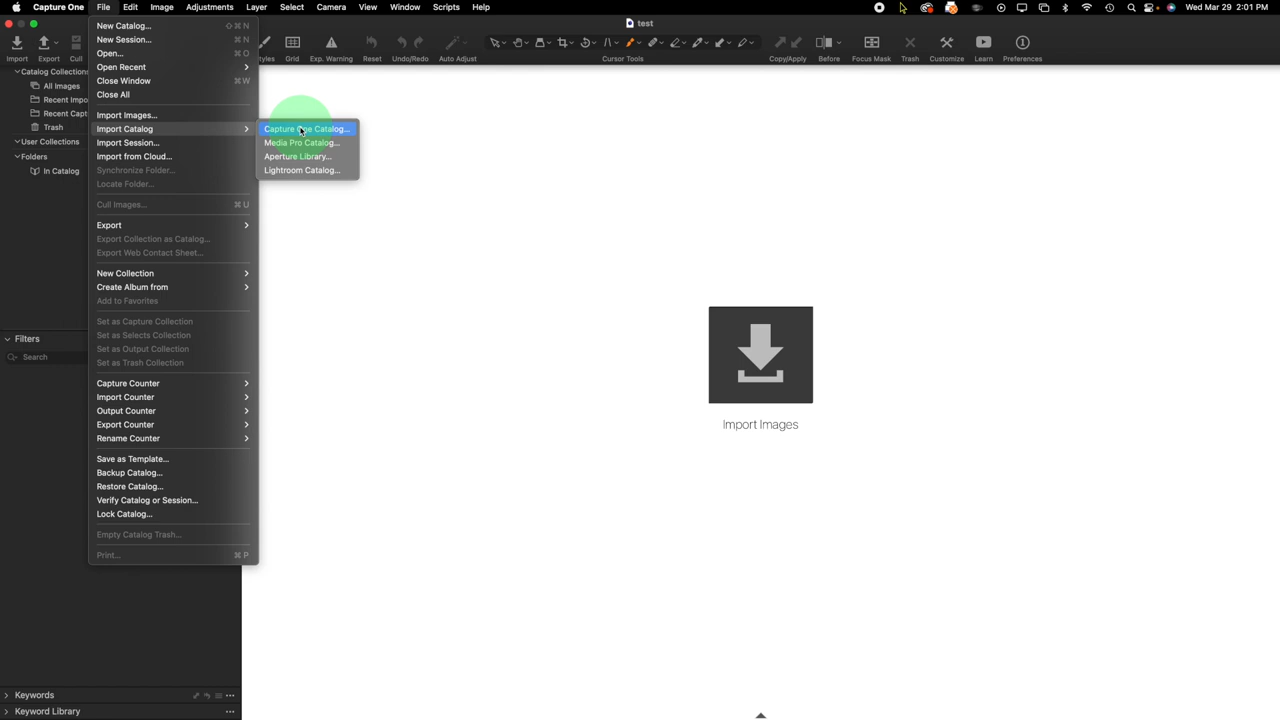 Capture One File Edit Image Adjustments Layer Select Camera View Window Scripts Help Wed Mar 29 2:01 PM
test
Import Export Cull Styles Grid Exp. Warning Reset Undo/Redo Auto Adjust Cursor Tools Copy/Apply Before Focus Mask Trash Customize Learn Preferences
Catalog Collections
All Images
Recent Impo
Recent Capt
Trash
User Collections
Folders
In Catalog
Filters
Search
Keywords
Keyword Library
New Catalog... ⇧⌘N
New Session... ⌘N
Open... ⌘O
Open Recent
Close Window ⌘W
Close All
Import Images...
Import Catalog
Import Session...
Import from Cloud...
Synchronize Folder...
Locate Folder...
Cull Images... ⌘U
Export
Export Collection as Catalog...
Export Web Contact Sheet...
New Collection
Create Album from
Add to Favorites
Set as Capture Collection
Set as Selects Collection
Set as Output Collection
Set as Trash Collection
Capture Counter
Import Counter
Output Counter
Export Counter
Rename Counter
Save as Template...
Backup Catalog...
Restore Catalog...
Verify Catalog or Session...
Lock Catalog...
Empty Catalog Trash...
Print... ⌘P
Capture One Catalog...
Media Pro Catalog...
Aperture Library...
Lightroom Catalog...
Import Images